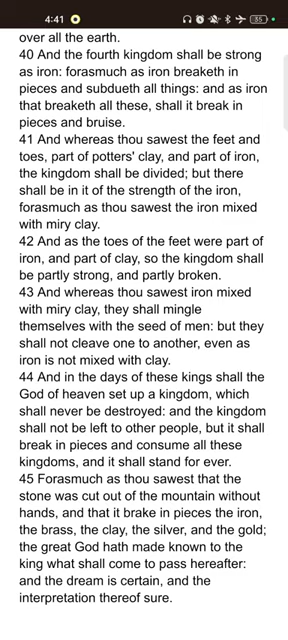 4:41
35
over all the earth.
40 And the fourth kingdom shall be strong
as iron: forasmuch as iron breaketh in
pieces and subdueth all things: and as iron
that breaketh all these, shall it break in
pieces and bruise.
41 And whereas thou sawest the feet and
toes, part of potters' clay, and part of iron,
the kingdom shall be divided; but there
shall be in it of the strength of the iron,
forasmuch as thou sawest the iron mixed
with miry clay.
42 And as the toes of the feet were part of
iron, and part of clay, so the kingdom shall
be partly strong, and partly broken.
43 And whereas thou sawest iron mixed
with miry clay, they shall mingle
themselves with the seed of men: but they
shall not cleave one to another, even as
iron is not mixed with clay.
44 And in the days of these kings shall the
God of heaven set up a kingdom, which
shall never be destroyed: and the kingdom
shall not be left to other people, but it shall
break in pieces and consume all these
kingdoms, and it shall stand for ever.
45 Forasmuch as thou sawest that the
stone was cut out of the mountain without
hands, and that it brake in pieces the iron,
the brass, the clay, the silver, and the gold;
the great God hath made known to the
king what shall come to pass hereafter:
and the dream is certain, and the
interpretation thereof sure.